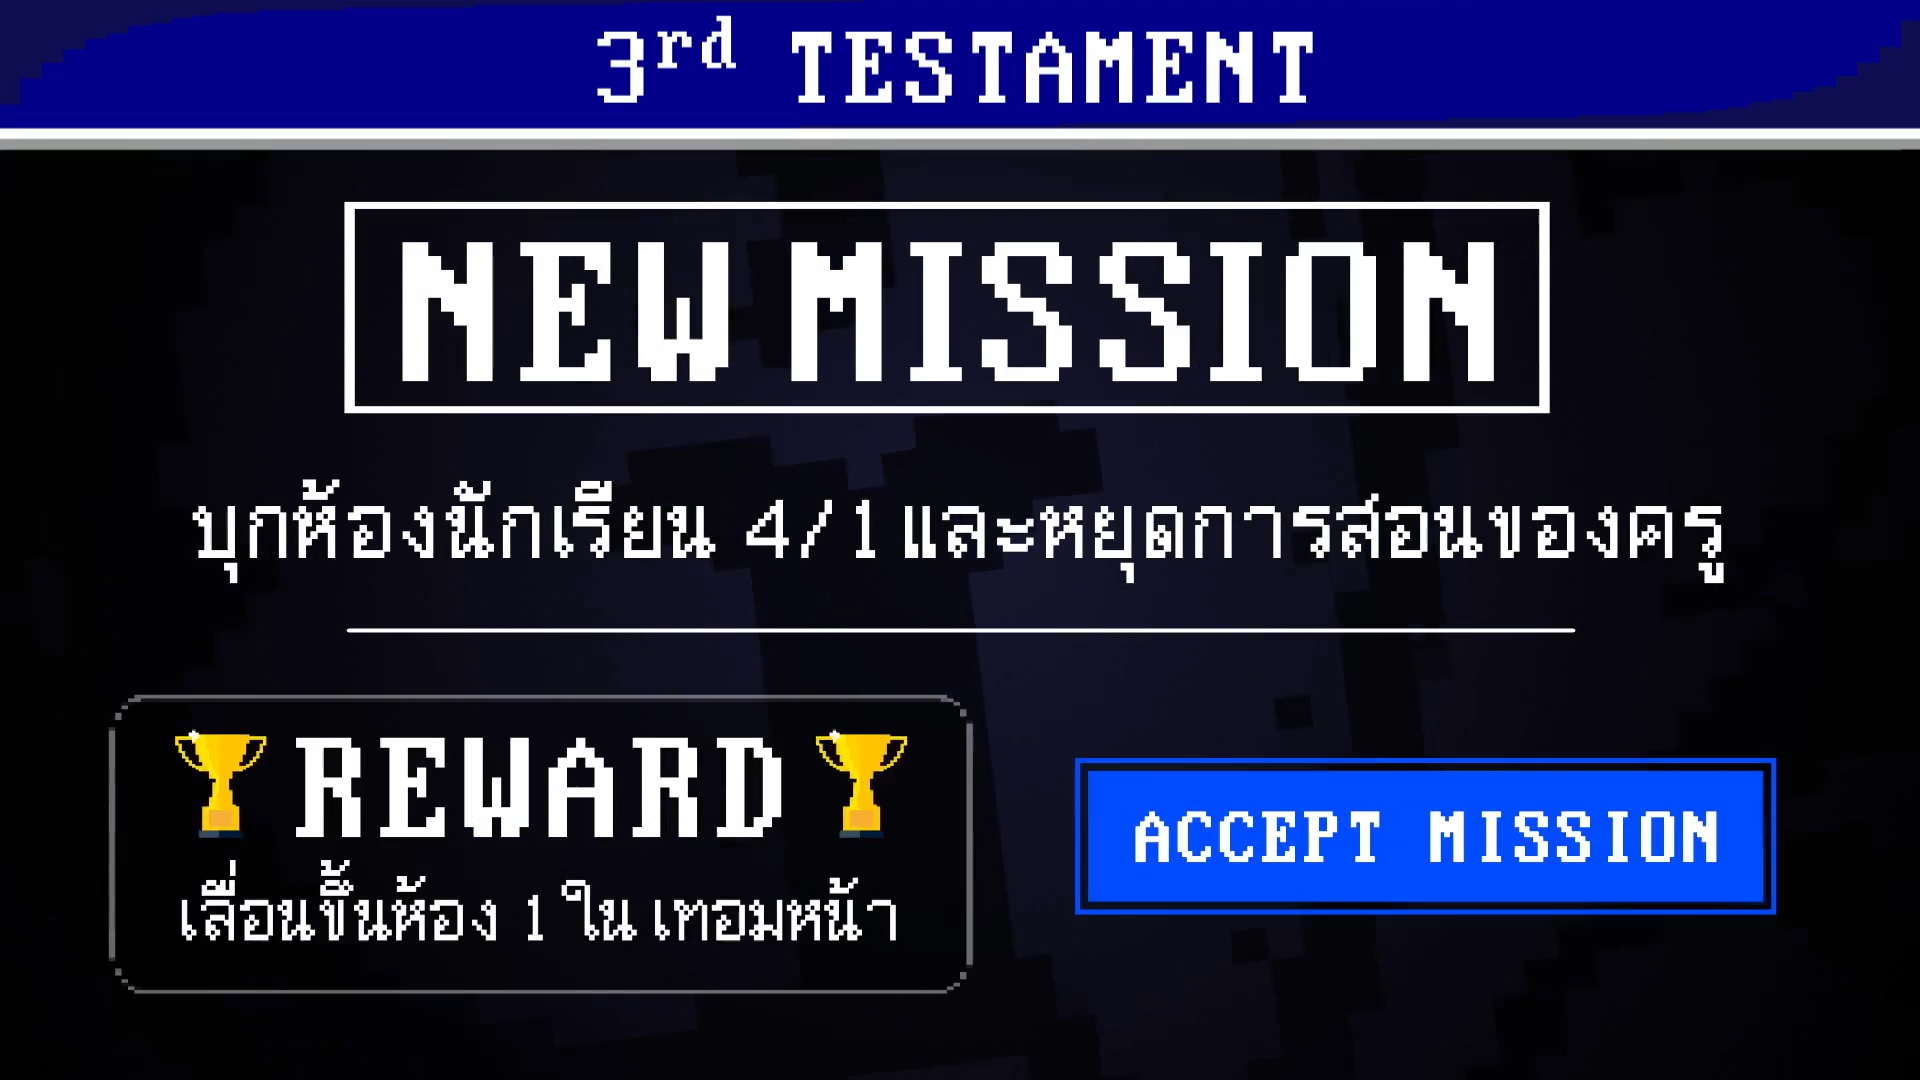 3rd TESTAMENT
NEW MISSION
บุกห้องนักเรียน 4/1 และหยุดการสอนของครู
REWARD
เลื่อนขึ้นห้อง 1 ใน เทอมหน้า
ACCEPT MISSION